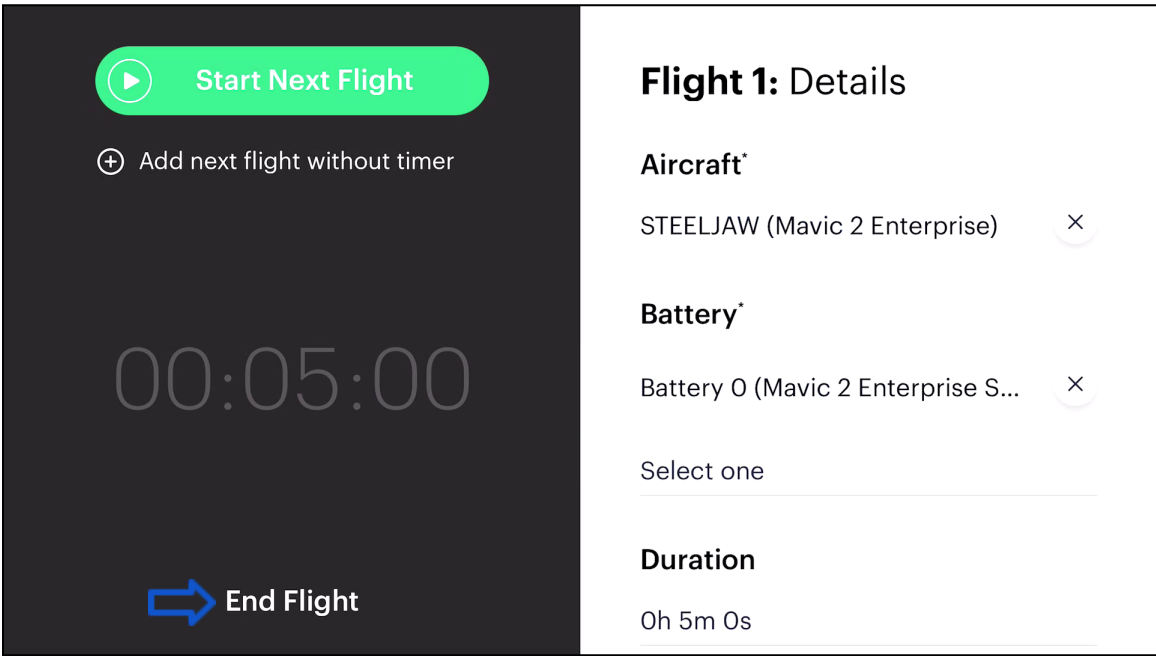 Start Next Flight
Add next flight without timer
00:05:00
End Flight
Flight 1: Details
Aircraft*
STEELJAW (Mavic 2 Enterprise)
Battery*
Battery 0 (Mavic 2 Enterprise S...
Select one
Duration
0h 5m 0s